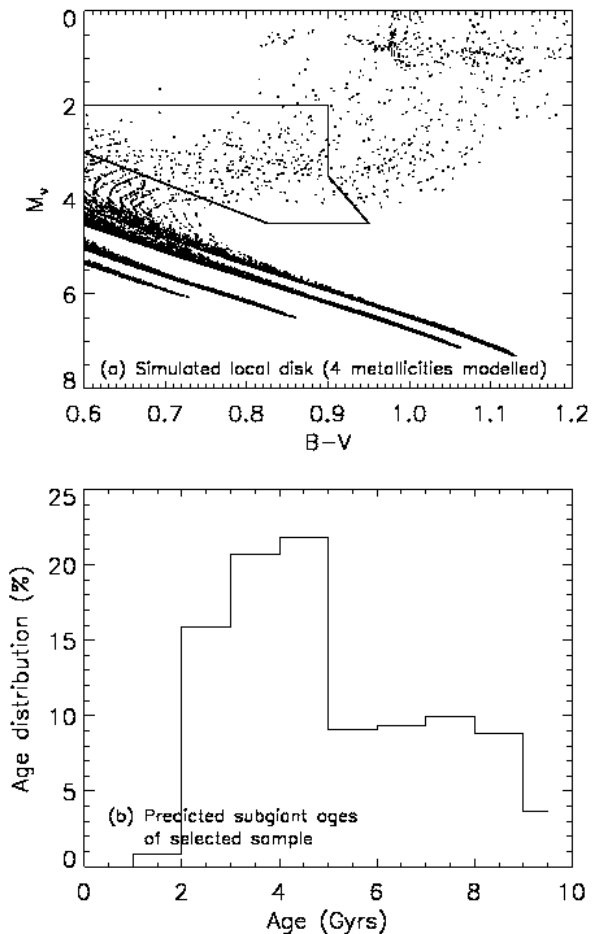 0
2
4
6
8
M_v
(a) Simulated local disk (4 metallicities modelled)
0.6 0.7 0.8 0.9 1.0 1.1 1.2
B-V
25
20
15
10
5
0
Age distribution (%)
(b) Predicted subgiant ages
of selected sample
0 2 4 6 8 10
Age (Gyrs)